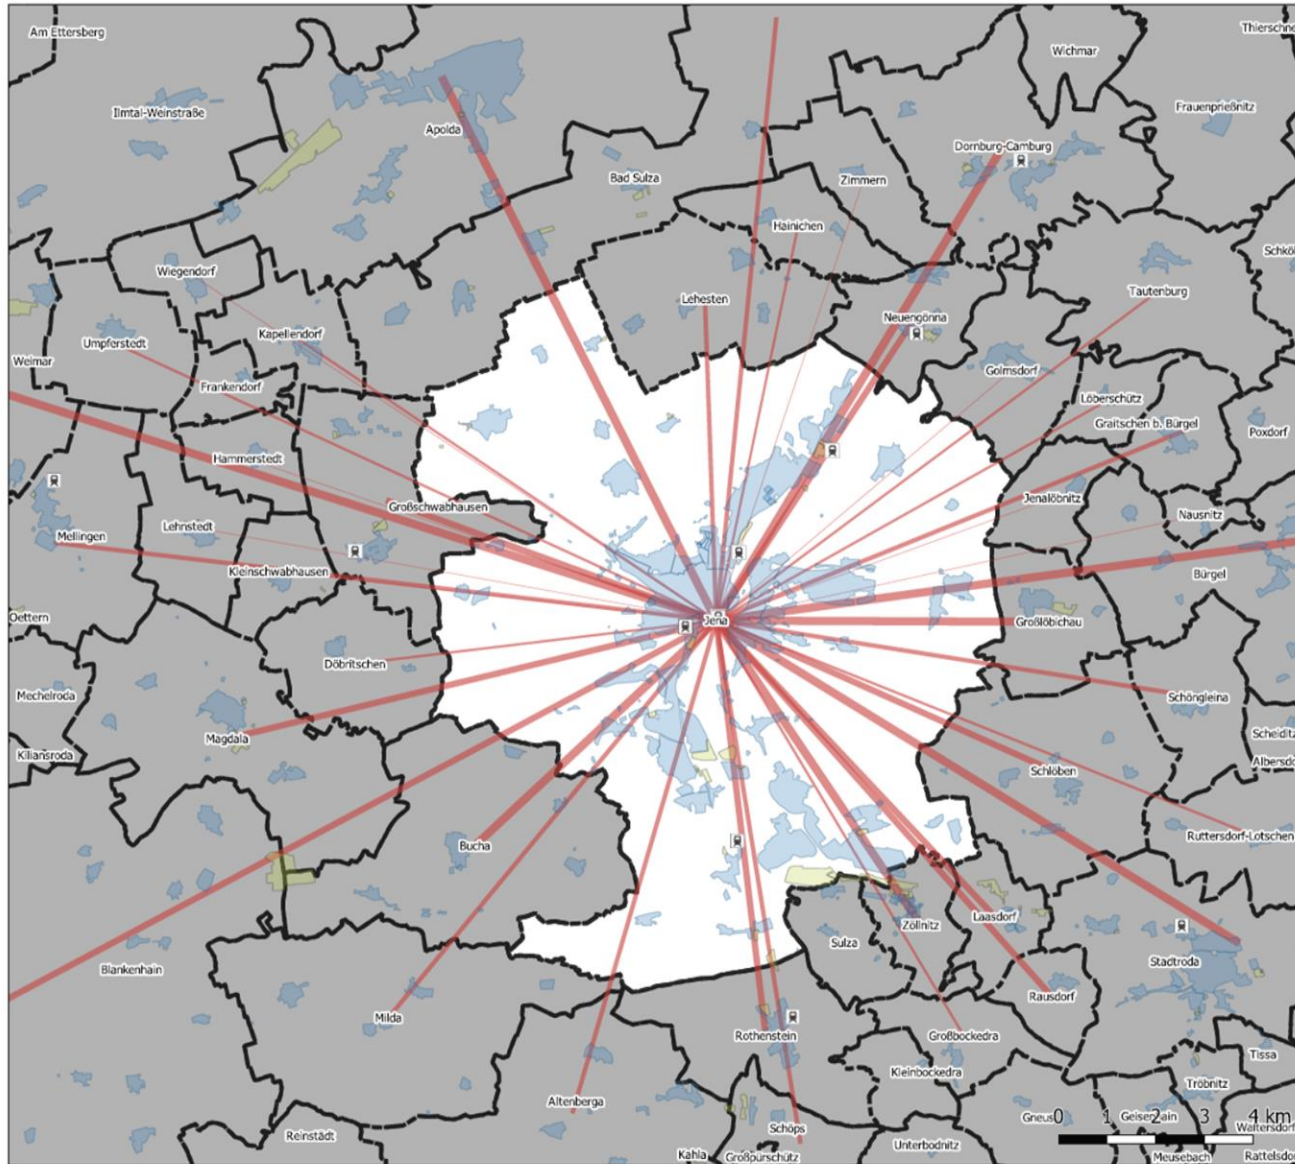 Am Ettersberg
Thierschne
Wichmar
Ilmtal-Weinstraße
Frauenprießnitz
Apolda
Dornburg-Camburg
Bad Sulza
Zimmern
Hainichen
Schköl
Wiegendorf
Tautenburg
Lehesten
Neuengönna
Kapellendorf
Umpferstedt
Weimar
Golmsdorf
Frankendorf
Löberschütz
Graitschen b. Bürgel
Poxdorf
Hammerstedt
Jenalöbnitz
Großschwabhausen
Nausnitz
Lehnstedt
Mellingen
Kleinschwabhausen
Bürgel
Oettern
Jena
Großlöbichau
Döbritschen
Mechelroda
Schöngleina
Magdala
Scheiditz
Kiliansroda
Albersdo
Schlöben
Ruttersdorf-Lotschen
Bucha
Laasdorf
Zöllnitz
Sulza
Stadtroda
Blankenhain
Rausdorf
Milda
Rothenstein
Großbockedra
Tissa
Kleinbockedra
Tröbnitz
Altenberga
Gneus
Geisenhain
0 1 2 3 4 km
Schöps
Waltersdorf
Reinstädt
Unterbodnitz
Kahla
Großpürschütz
Meusebach
Rattelsdor